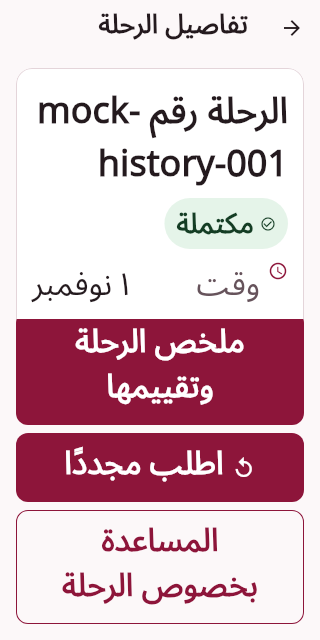 تفاصيل الرحلة
الرحلة رقم mock-
history-001
مكتملة
وقت
١ نوفمبر
ملخص الرحلة
وتقييمها
اطلب مجددًا
المساعدة
بخصوص الرحلة